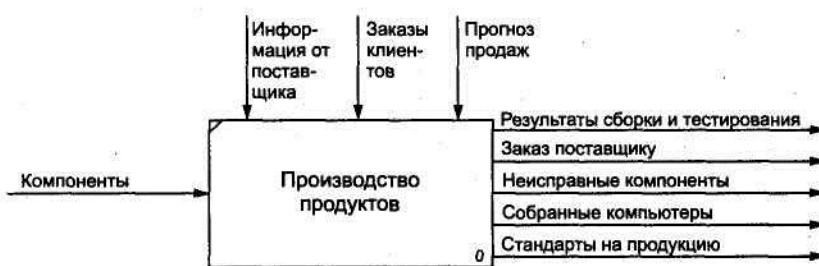 Инфор-
мация от
постав-
щика
Заказы
клиен-
тов
Прогноз
продаж
Компоненты
Производство
продуктов
0
Результаты сборки и тестирования
Заказ поставщику
Неисправные компоненты
Собранные компьютеры
Стандарты на продукцию